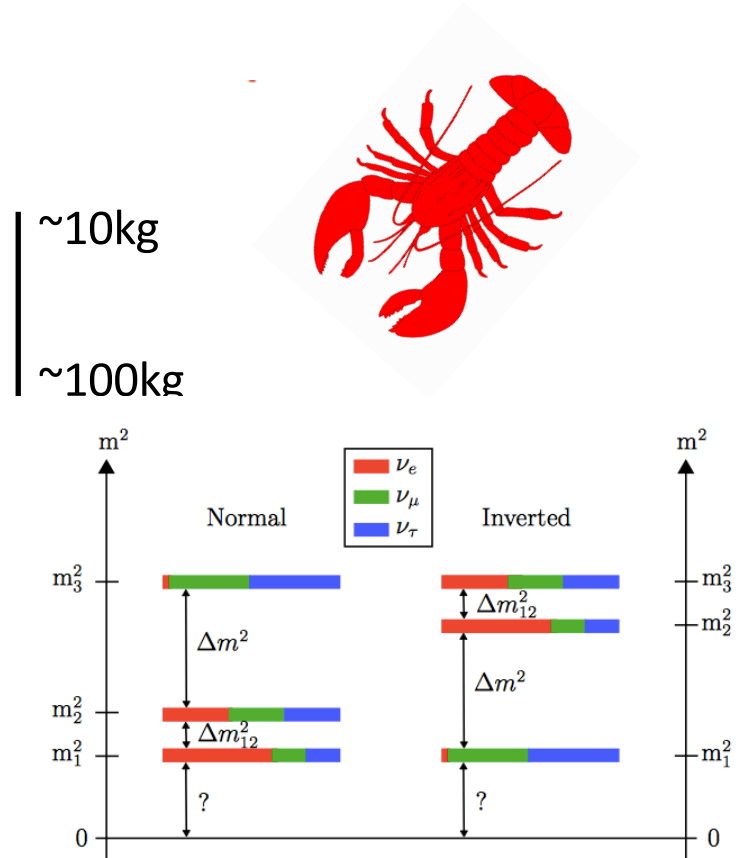 ~10kg
~100kg
m²
m²
ν_e
ν_μ
ν_τ
Normal
Inverted
m²₃
m²₃
Δm²₁₂
m²₂
Δm²
Δm²
m²₂
Δm²₁₂
m²₁
m²₁
?
?
0
0